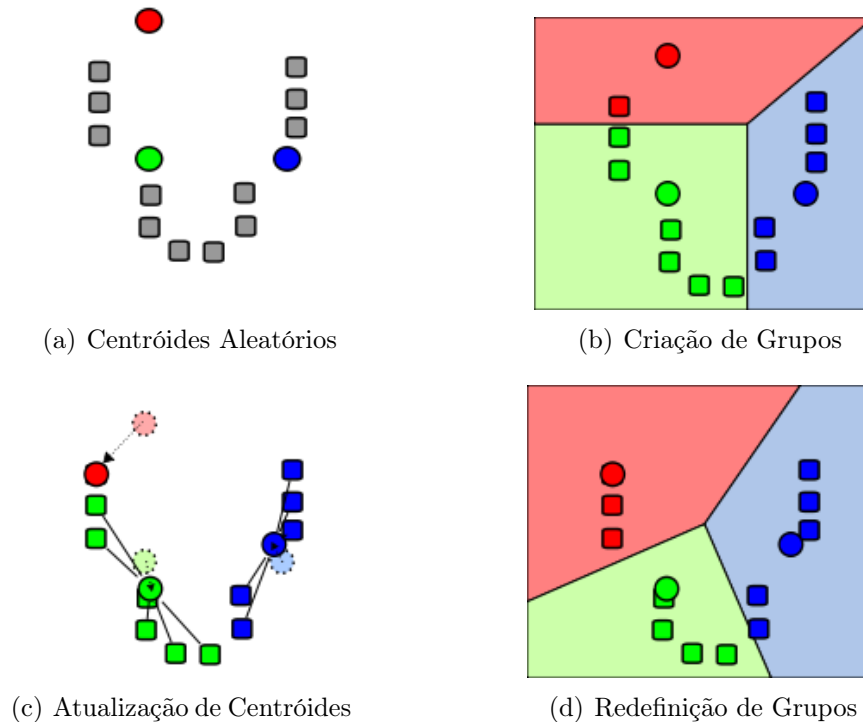 (a) Centróides Aleatórios
(b) Criação de Grupos
(c) Atualização de Centróides
(d) Redefinição de Grupos